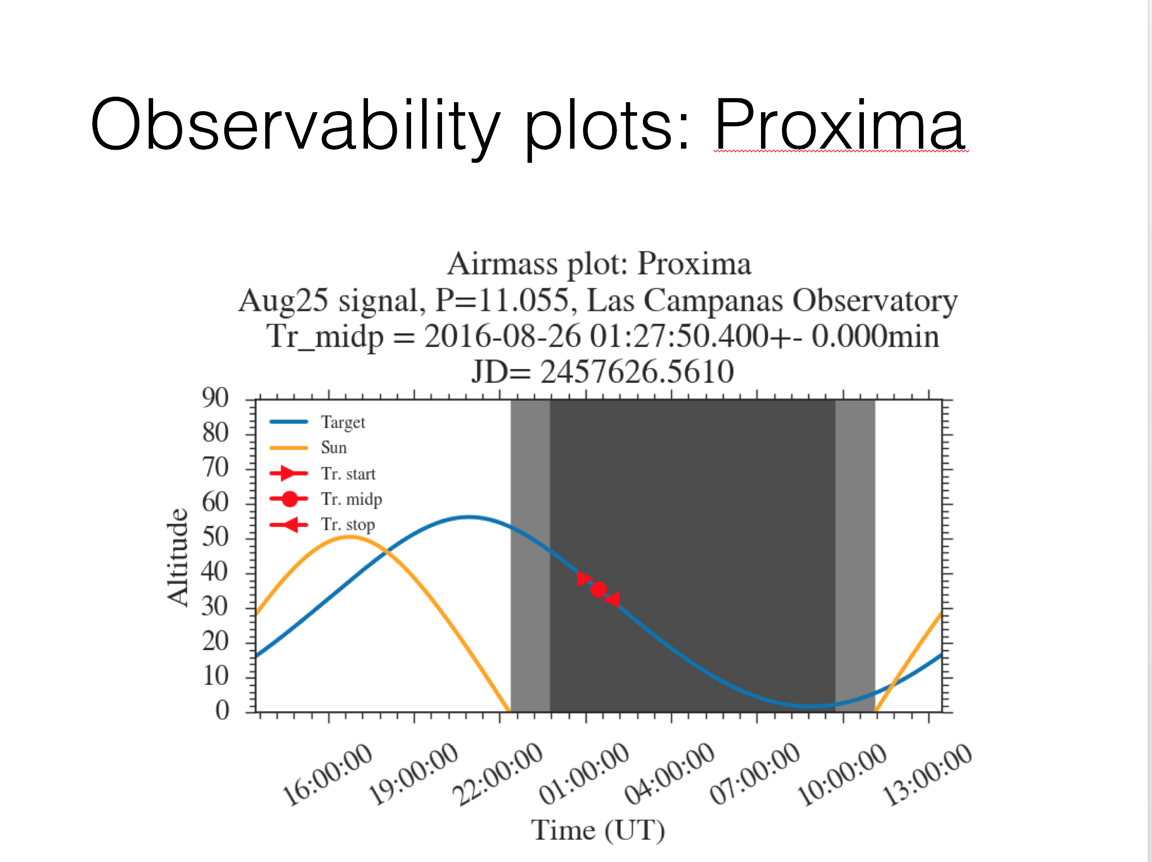 Observability plots: Proxima
Airmass plot: Proxima
Aug25 signal, P=11.055, Las Campanas Observatory
Tr_midp = 2016-08-26 01:27:50.400+- 0.000min
JD= 2457626.5610
90
80
70
60
50
40
30
20
10
0
Altitude
Target
Sun
Tr. start
Tr. midp
Tr. stop
16:00:00
19:00:00
22:00:00
01:00:00
04:00:00
07:00:00
10:00:00
13:00:00
Time (UT)